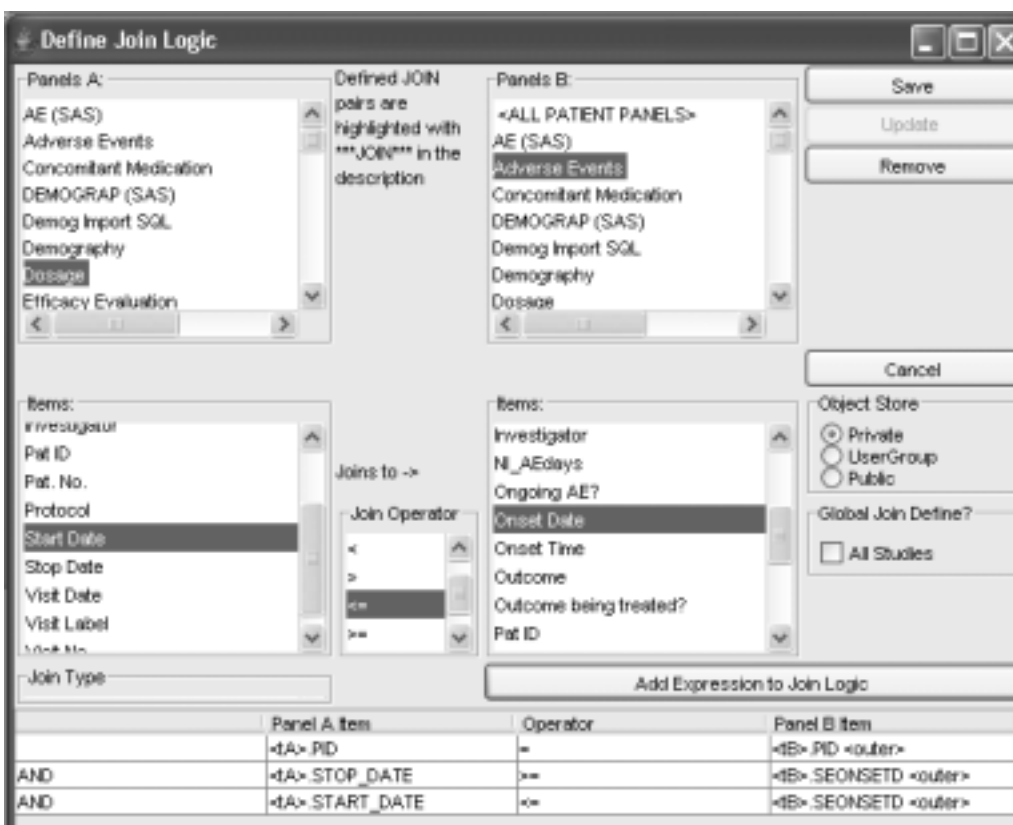 Define Join Logic
Panels A:
AE (SAS)
Adverse Events
Concomitant Medication
DEMOGRAP (SAS)
Demog Import SQL
Demography
Dosage
Efficacy Evaluation
Defined JOIN
pairs are
highlighted with
***JOIN*** in the
description
Panels B:
<ALL PATIENT PANELS>
AE (SAS)
Adverse Events
Concomitant Medication
DEMOGRAP (SAS)
Demog Import SQL
Demography
Dosage
Save
Update
Remove
Cancel
Items:
Investigator
Pat ID
Pat. No.
Protocol
Start Date
Stop Date
Visit Date
Visit Label
Visit No
Joins to ->
Join Operator
<
>
<=
>=
Items:
Investigator
NI_AEdays
Ongoing AE?
Onset Date
Onset Time
Outcome
Outcome being treated?
Pat ID
Object Store
Private
UserGroup
Public
Global Join Define?
All Studies
Join Type
Add Expression to Join Logic
Panel A Item Operator Panel B Item
<tA>.PID = <tB>.PID <outer>
AND <tA>.STOP_DATE >= <tB>.SEONSETD <outer>
AND <tA>.START_DATE <= <tB>.SEONSETD <outer>